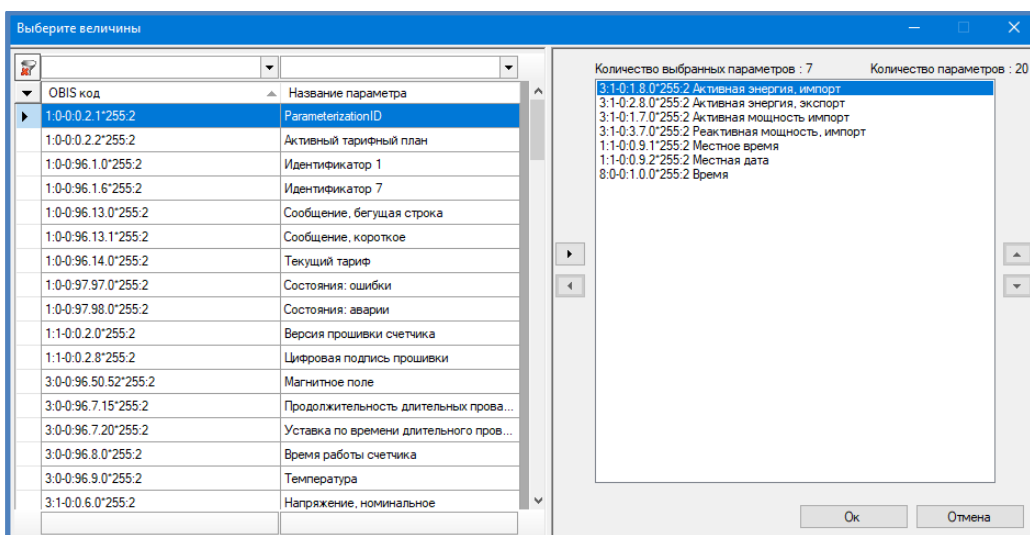 Выберите величины
OBIS код Название параметра
1:0-0:0.2.1*255:2 ParameterizationID
1:0-0:0.2.2*255:2 Активный тарифный план
1:0-0:96.1.0*255:2 Идентификатор 1
1:0-0:96.1.6*255:2 Идентификатор 7
1:0-0:96.13.0*255:2 Сообщение, бегущая строка
1:0-0:96.13.1*255:2 Сообщение, короткое
1:0-0:96.14.0*255:2 Текущий тариф
1:0-0:97.97.0*255:2 Состояния: ошибки
1:0-0:97.98.0*255:2 Состояния: аварии
1:1-0:0.2.0*255:2 Версия прошивки счетчика
1:1-0:0.2.8*255:2 Цифровая подпись прошивки
3:0-0:96.50.52*255:2 Магнитное поле
3:0-0:96.7.15*255:2 Продолжительность длительных прова...
3:0-0:96.7.20*255:2 Уставка по времени длительного пров...
3:0-0:96.8.0*255:2 Время работы счетчика
3:0-0:96.9.0*255:2 Температура
3:1-0:0.6.0*255:2 Напряжение, номинальное
Количество выбранных параметров : 7 Количество параметров : 20
3:1-0:1.8.0*255:2 Активная энергия, импорт
3:1-0:2.8.0*255:2 Активная энергия, экспорт
3:1-0:1.7.0*255:2 Активная мощность импорт
3:1-0:3.7.0*255:2 Реактивная мощность, импорт
1:1-0:0.9.1*255:2 Местное время
1:1-0:0.9.2*255:2 Местная дата
8:0-0:1.0.0*255:2 Время
Ок Отмена